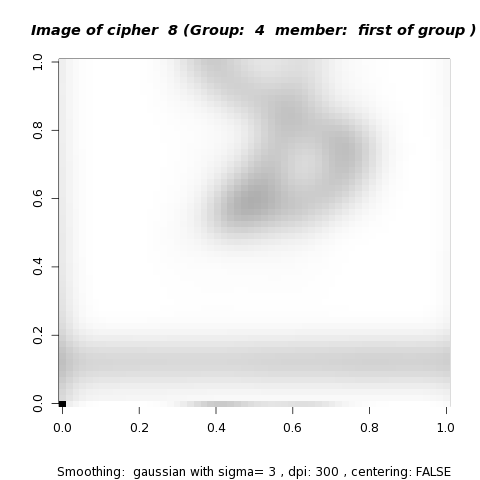 Image of cipher 8 (Group: 4 member: first of group )
1.0
0.8
0.6
0.4
0.2
0.0
0.0 0.2 0.4 0.6 0.8 1.0
Smoothing: gaussian with sigma= 3 , dpi: 300 , centering: FALSE